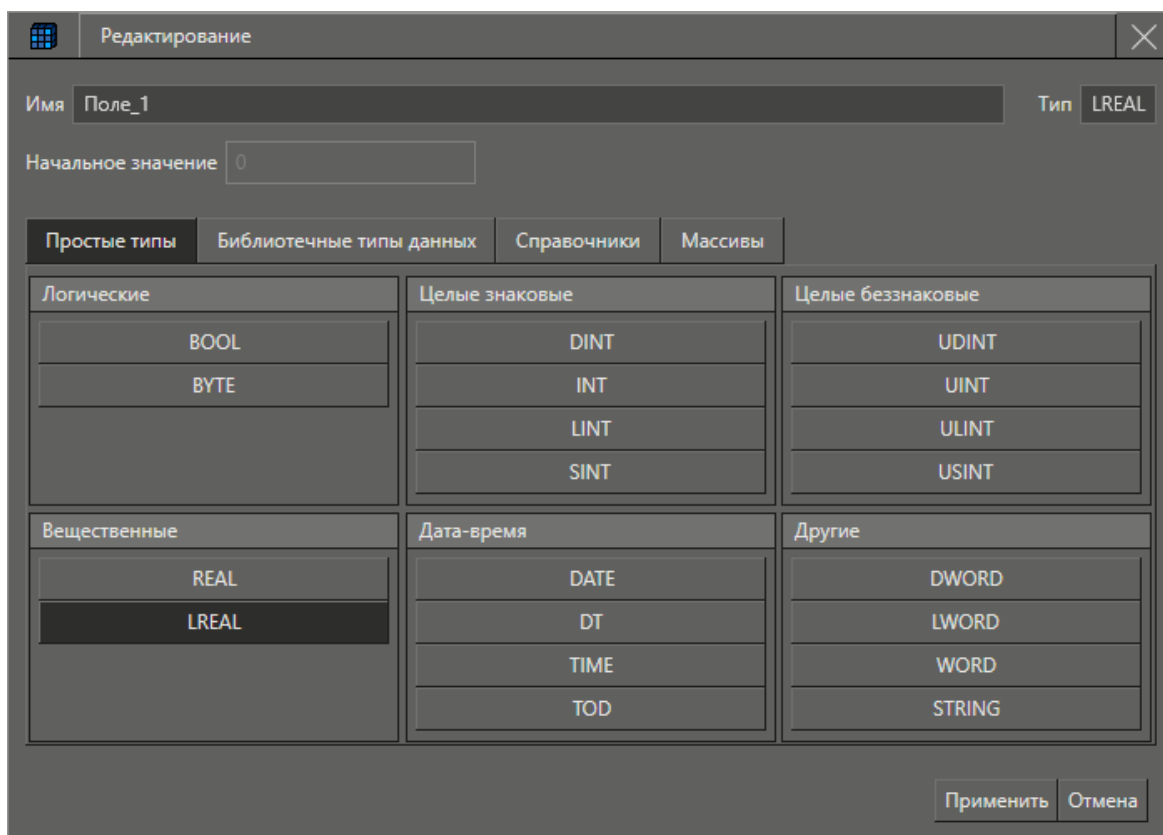 Редактирование
Имя Поле_1 Тип LREAL
Начальное значение 0
Простые типы Библиотечные типы данных Справочники Массивы
Логические Целые знаковые Целые беззнаковые
BOOL DINT UDINT
BYTE INT UINT
LINT ULINT
SINT USINT
Вещественные Дата-время Другие
REAL DATE DWORD
LREAL DT LWORD
TIME WORD
TOD STRING
Применить Отмена